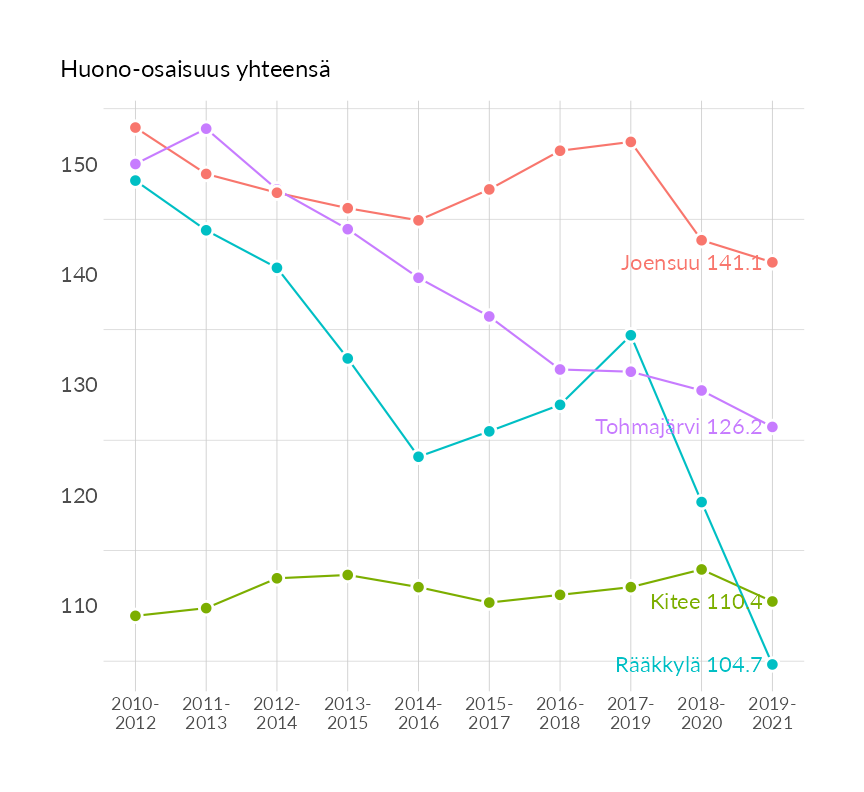 Huono-osaisuus yhteensä
150
140
130
120
110
Joensuu 141.1
Tohmajärvi 126.2
Kitee 110.4
Rääkkylä 104.7
2010- 2011- 2012- 2013- 2014- 2015- 2016- 2017- 2018- 2019-
2012 2013 2014 2015 2016 2017 2018 2019 2020 2021